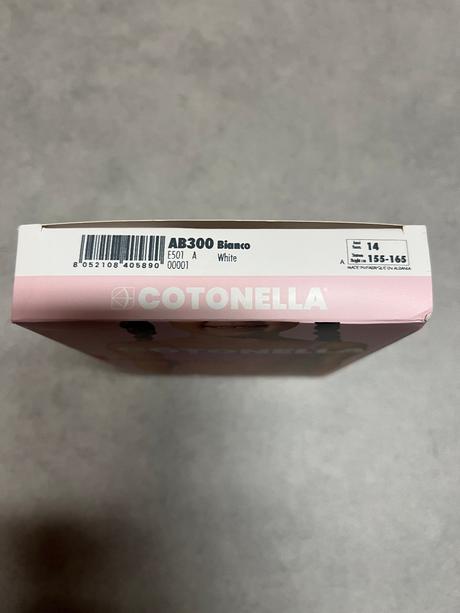 AB300 Bianco
E501 A White
8 052108 405890 00001
14
155-165
A
COTONELLA®